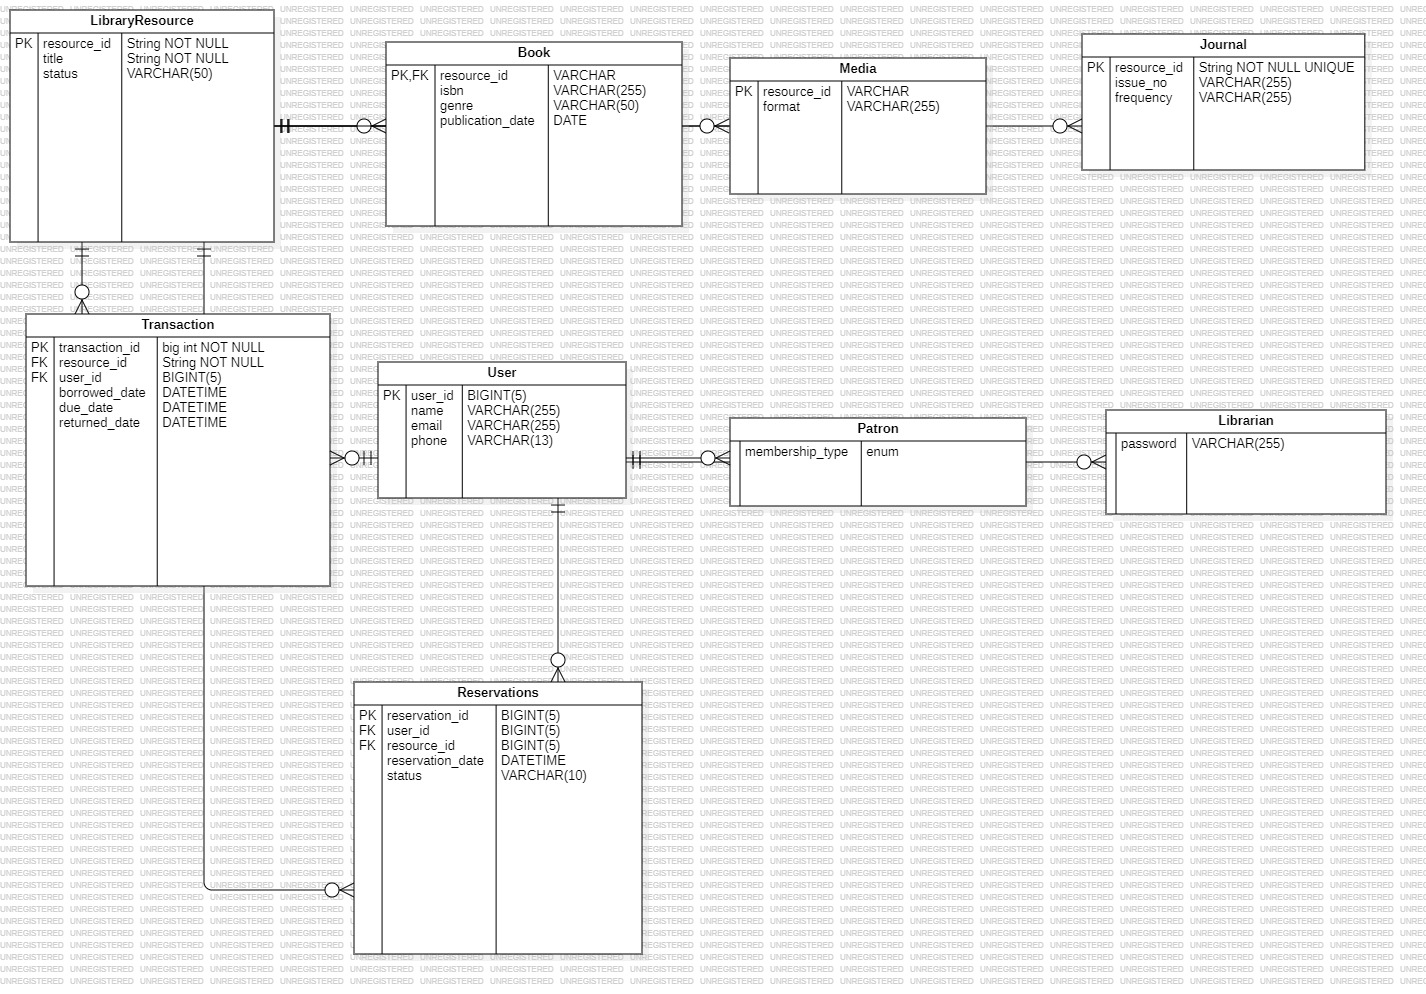 LibraryResource
PK resource_id String NOT NULL
title String NOT NULL
status VARCHAR(50)
Book
PK,FK resource_id VARCHAR
isbn VARCHAR(255)
genre VARCHAR(50)
publication_date DATE
Media
PK resource_id VARCHAR
format VARCHAR(255)
Journal
PK resource_id String NOT NULL UNIQUE
issue_no VARCHAR(255)
frequency VARCHAR(255)
Transaction
PK transaction_id big int NOT NULL
FK resource_id String NOT NULL
FK user_id BIGINT(5)
borrowed_date DATETIME
due_date DATETIME
returned_date DATETIME
User
PK user_id BIGINT(5)
name VARCHAR(255)
email VARCHAR(255)
phone VARCHAR(13)
Patron
membership_type enum
Librarian
password VARCHAR(255)
Reservations
PK reservation_id BIGINT(5)
FK user_id BIGINT(5)
FK resource_id BIGINT(5)
reservation_date DATETIME
status VARCHAR(10)
UNREGISTERED